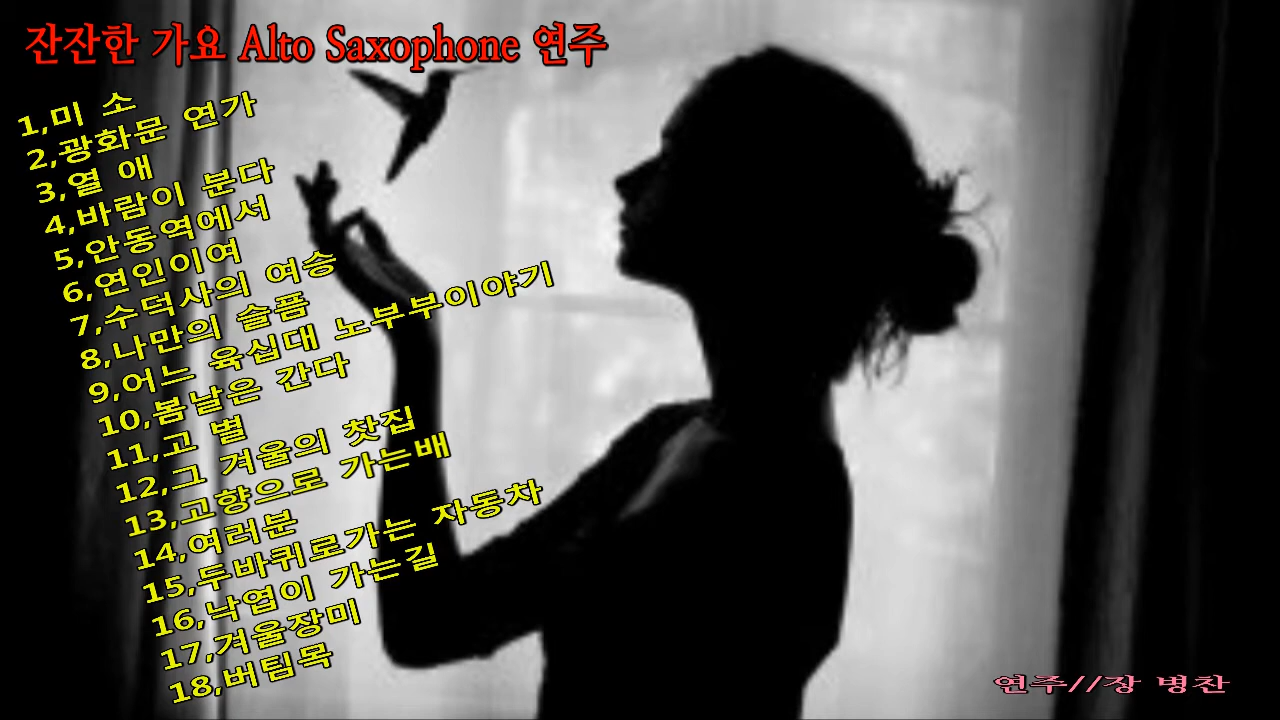 잔잔한 가요 Alto Saxophone 연주
1,미 소
2,광화문 연가
3,열 애
4,바람이 분다
5,안동역에서
6,연인이여
7,수덕사의 여승
8,나만의 슬픔
9,어느 육십대 노부부이야기
10,봄날은 간다
11,고 별
12,그 겨울의 찻집
13,고향으로 가는배
14,여러분
15,두바퀴로가는 자동차
16,낙엽이 가는길
17,겨울장미
18,버팀목
연주//장 병찬